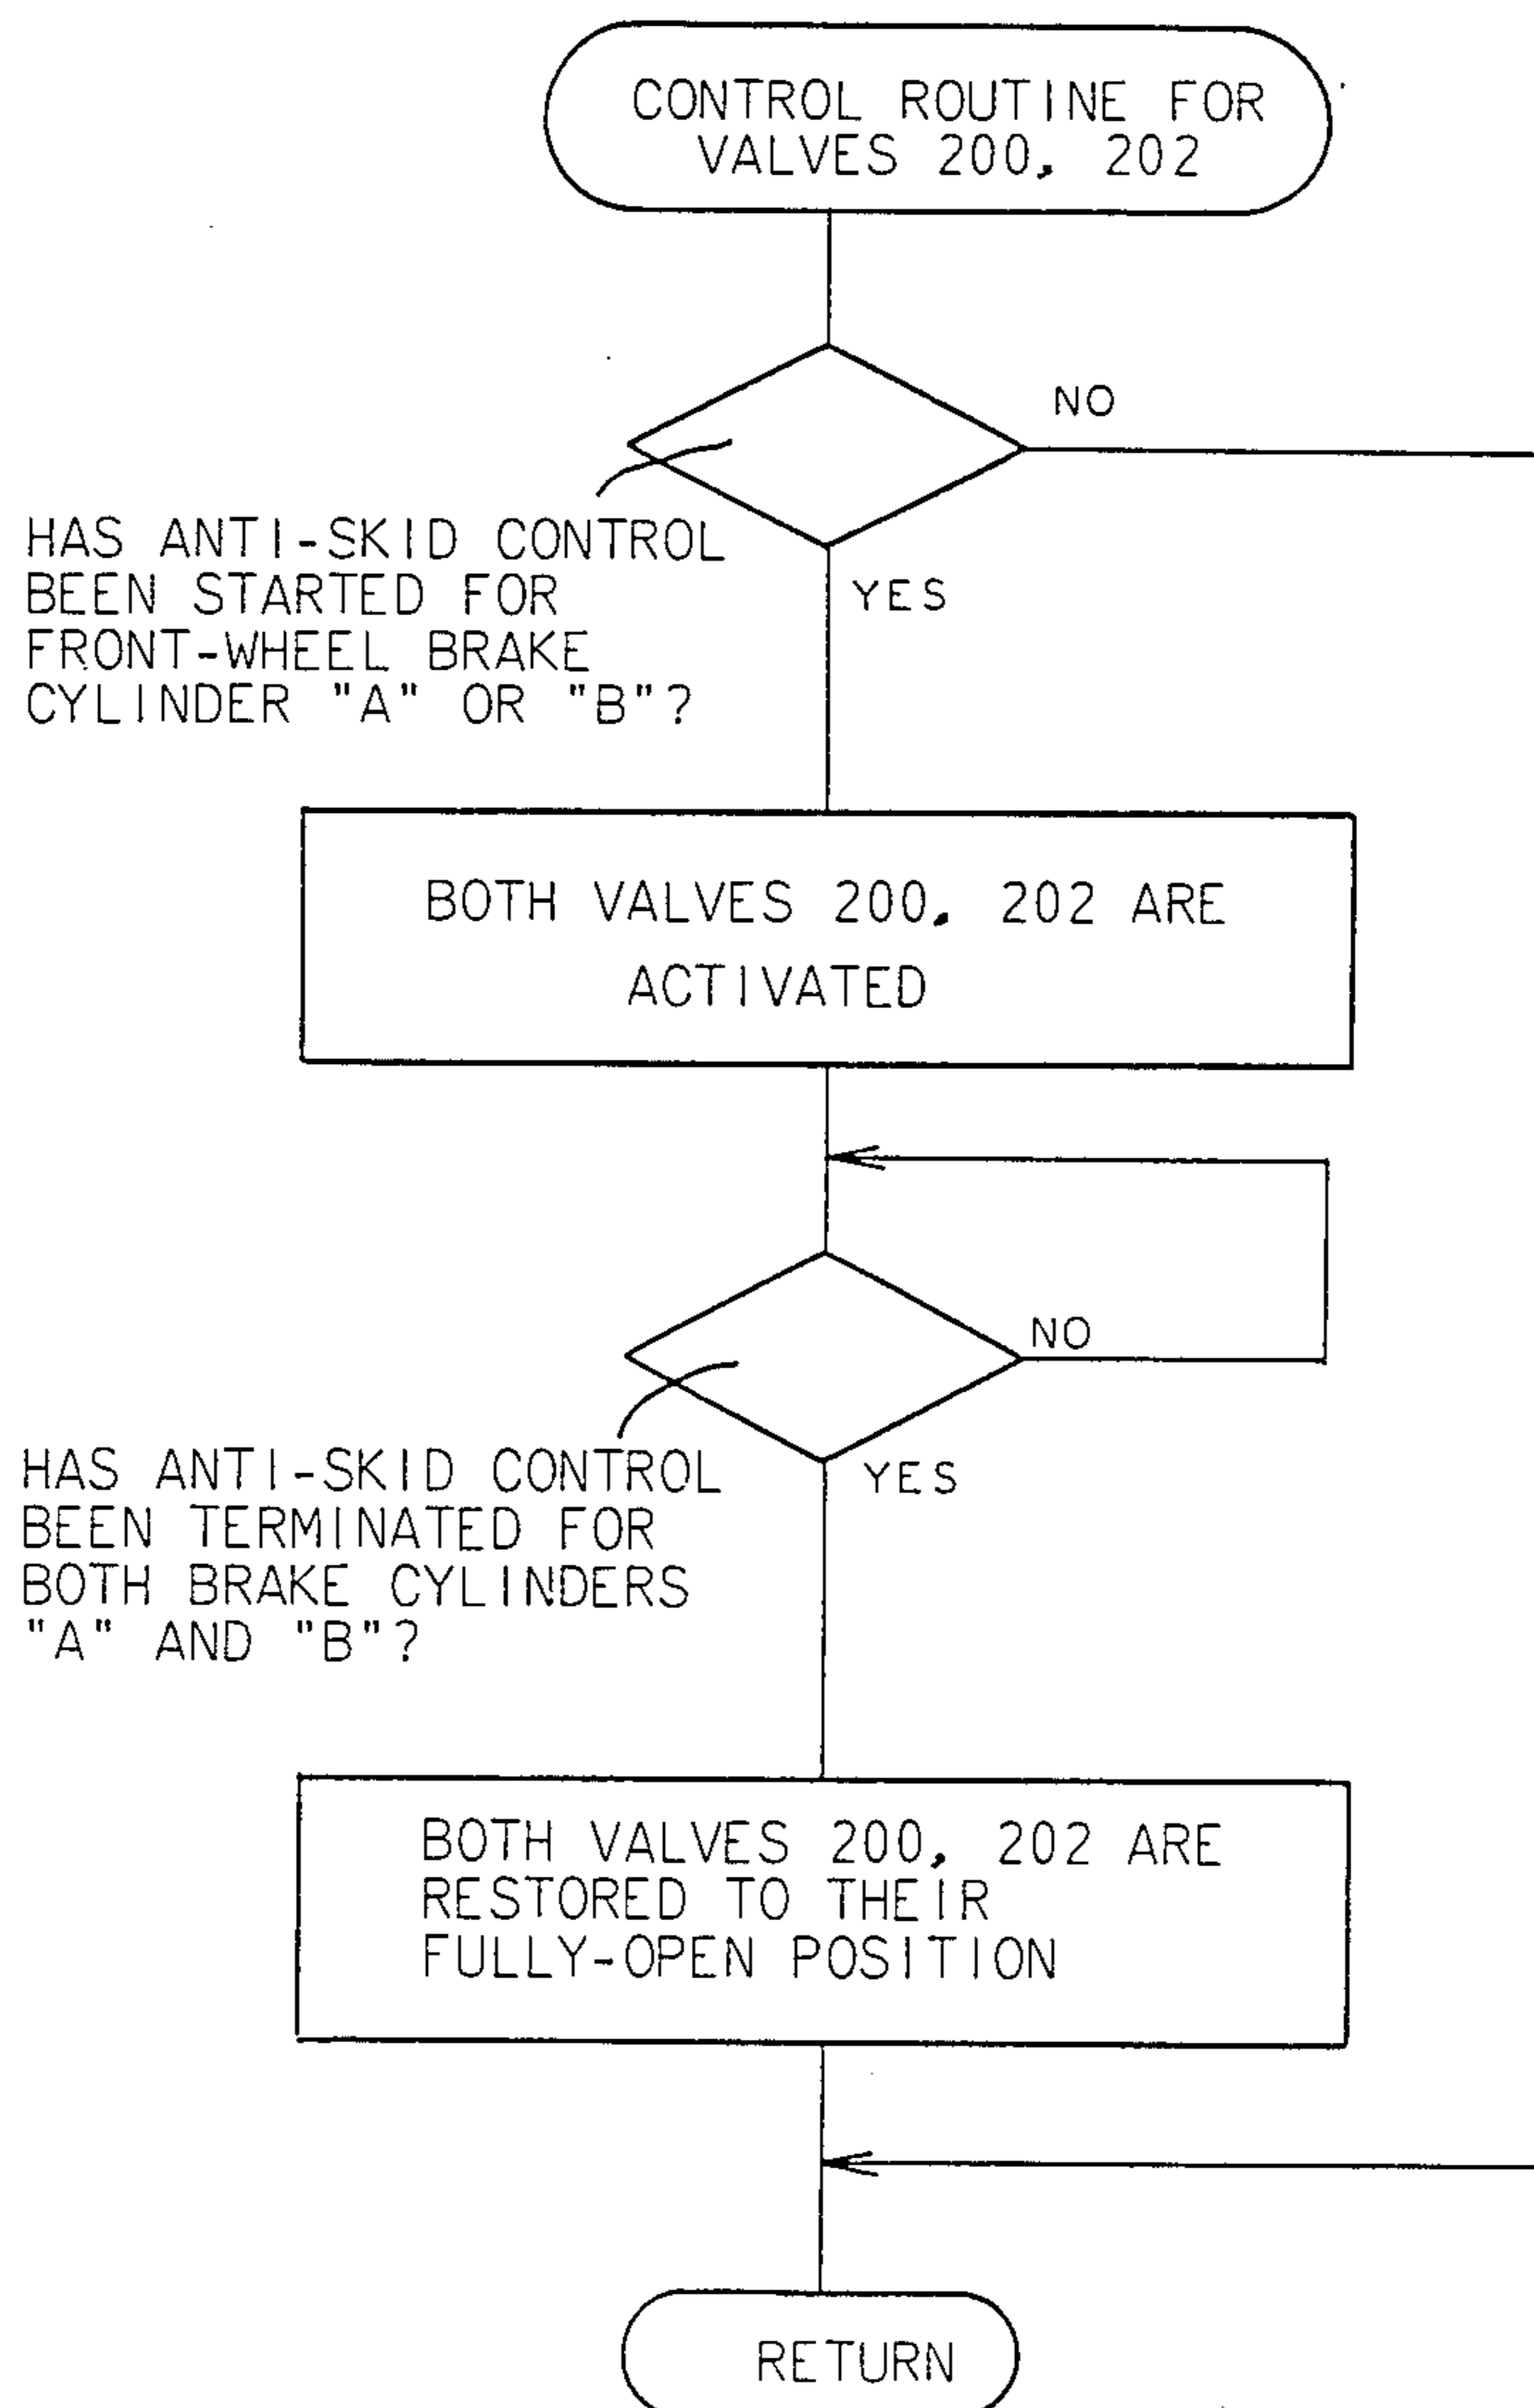 CONTROL ROUTINE FOR
VALVES 200, 202
NO
HAS ANTI-SKID CONTROL
BEEN STARTED FOR
FRONT-WHEEL BRAKE
CYLINDER "A" OR "B"?
YES
BOTH VALVES 200, 202 ARE
ACTIVATED
NO
HAS ANTI-SKID CONTROL
BEEN TERMINATED FOR
BOTH BRAKE CYLINDERS
"A" AND "B"?
YES
BOTH VALVES 200, 202 ARE
RESTORED TO THEIR
FULLY-OPEN POSITION
RETURN